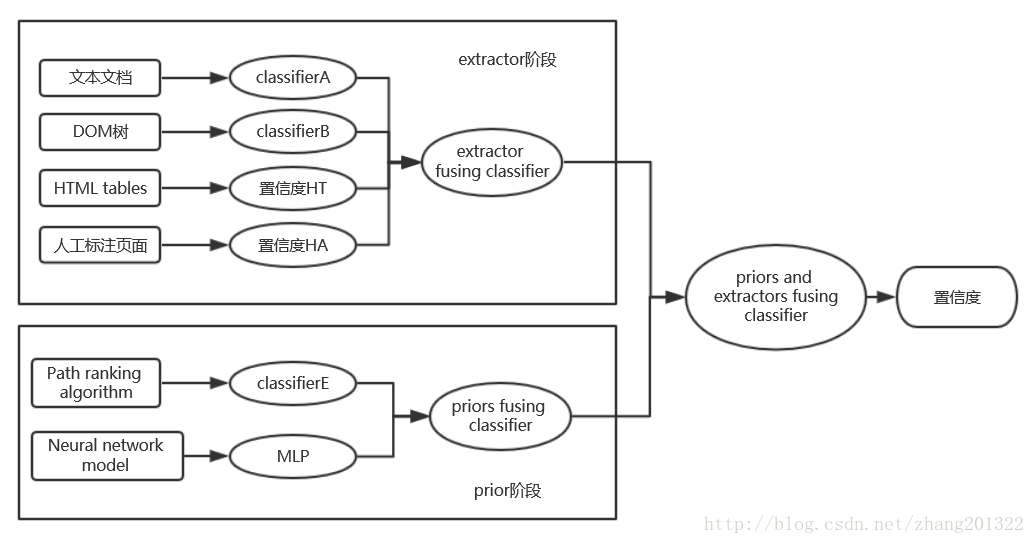 extractor阶段
文本文档
classifierA
DOM树
classifierB
extractor
fusing classifier
HTML tables
置信度HT
人工标注页面
置信度HA
priors and
extractors fusing
classifier
置信度
Path ranking
algorithm
classifierE
priors fusing
classifier
Neural network
model
MLP
prior阶段
http://blog.csdn.net/zhang201322